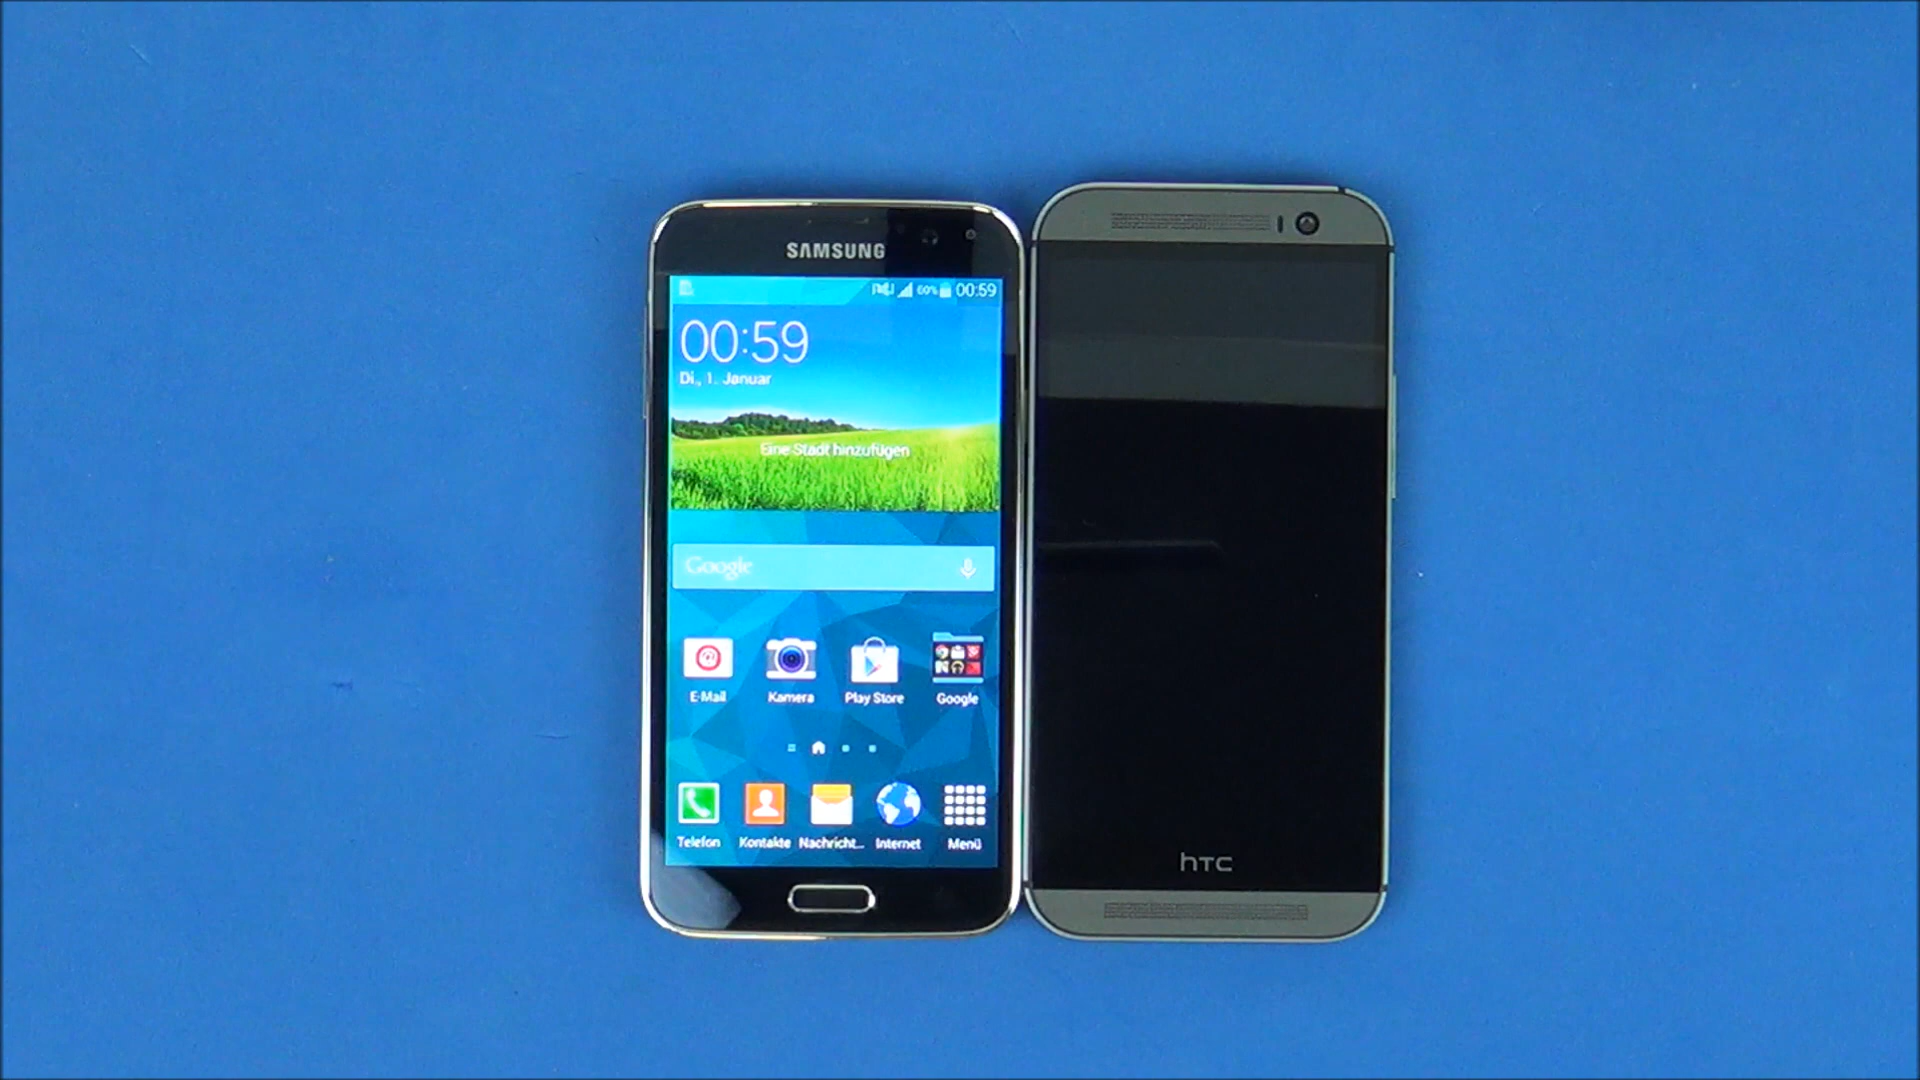 SAMSUNG
60% 00:59
00:59
Di., 1. Januar
Eine Stadt hinzufügen
Google
E-Mail Kamera Play Store Google
Telefon Kontakte Nachricht... Internet Menü
hTC